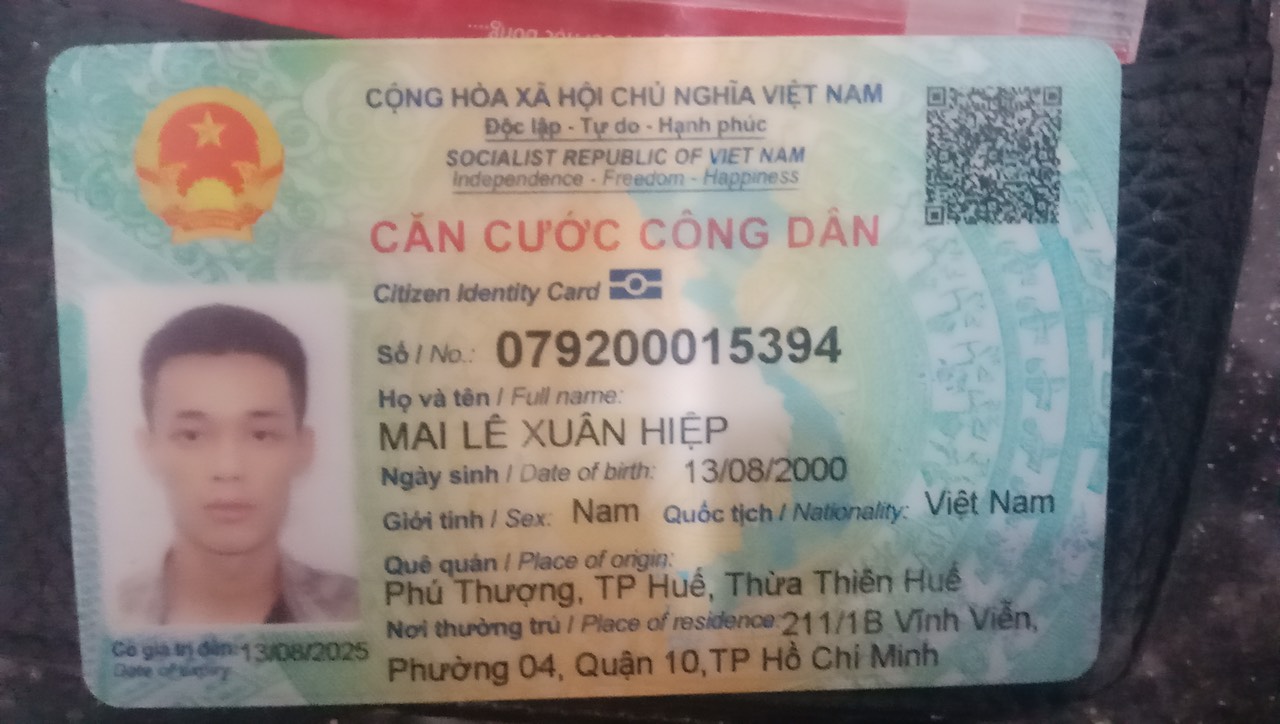 CỘNG HÒA XÃ HỘI CHỦ NGHĨA VIỆT NAM
Độc lập - Tự do - Hạnh phúc
SOCIALIST REPUBLIC OF VIET NAM
Independence - Freedom - Happiness
CĂN CƯỚC CÔNG DÂN
Citizen Identity Card
Số / No.: 079200015394
Họ và tên / Full name:
MAI LÊ XUÂN HIỆP
Ngày sinh / Date of birth: 13/08/2000
Giới tính / Sex: Nam Quốc tịch / Nationality: Việt Nam
Quê quán / Place of origin:
Phú Thượng, TP Huế, Thừa Thiên Huế
Nơi thường trú / Place of residence: 211/1B Vĩnh Viễn,
Phường 04, Quận 10,TP Hồ Chí Minh
Có giá trị đến: 13/08/2025
Date of expiry